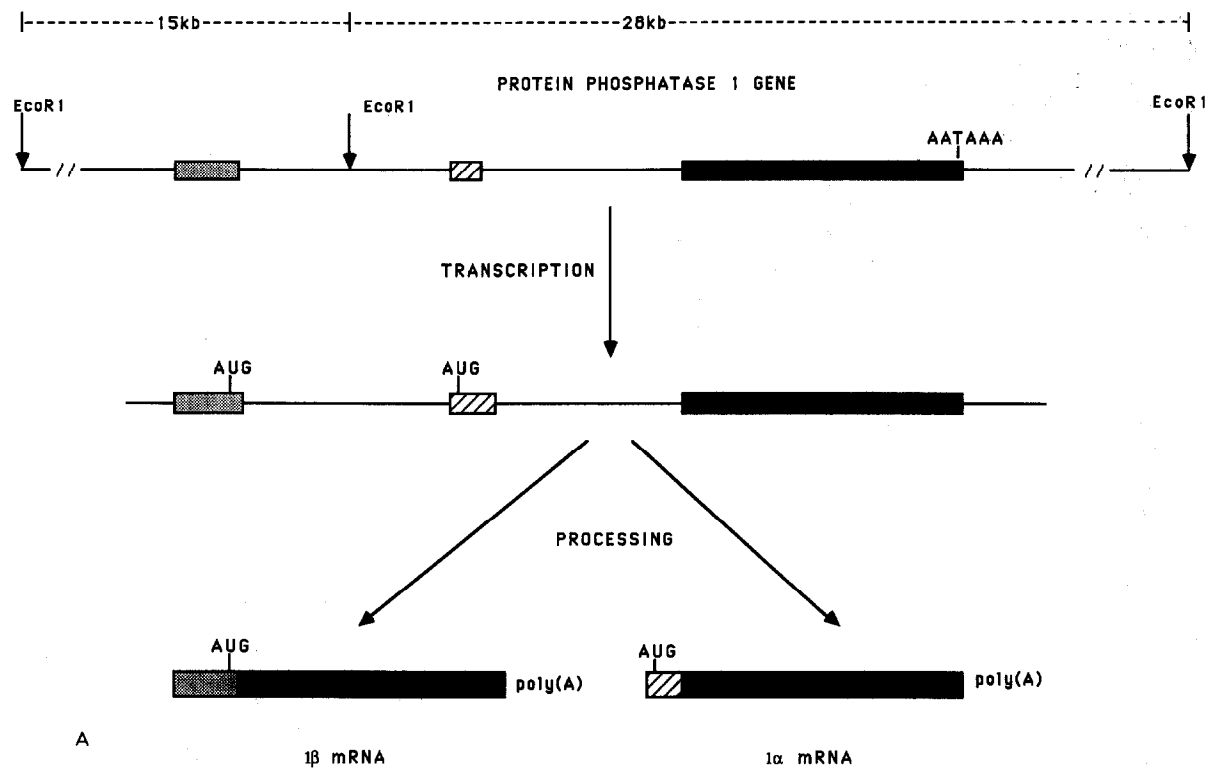 15kb 28kb
PROTEIN PHOSPHATASE 1 GENE
EcoR1 EcoR1 EcoR1
AATAAA
TRANSCRIPTION
AUG AUG
PROCESSING
AUG AUG
poly(A) poly(A)
A
1β mRNA 1α mRNA